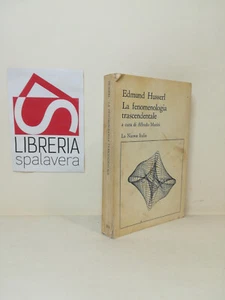 LIBRERIA
spalavera
Edmund Husserl
La fenomenologia
trascendentale
a cura di Alfredo Marini
La Nuova Italia